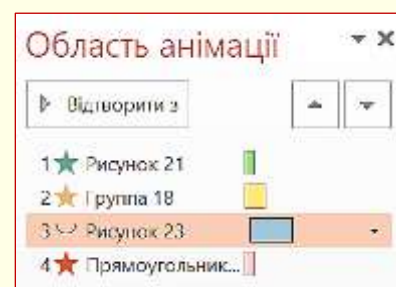 Область анімації
Відтворити з
1 Рисунок 21
2 Группа 18
3 Рисунок 23
4 Прямоугольник...